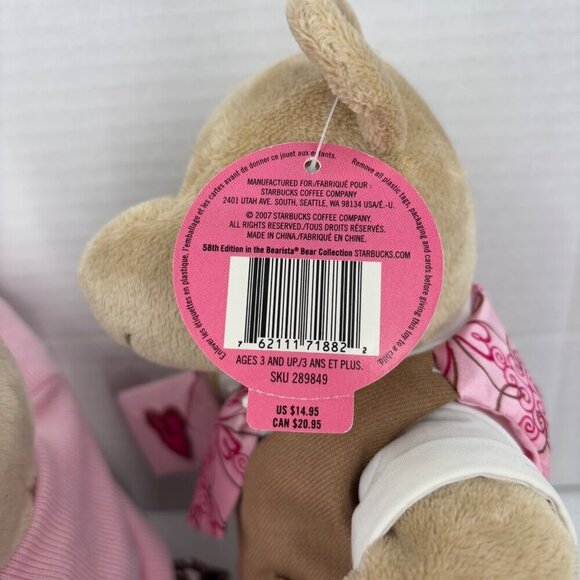 Enlever les étiquettes en plastique, l'emballage et les cartes avant de donner ce jouet aux enfants.
Remove all plastic tags, packaging and cards before giving this toy to a child
MANUFACTURED FOR/FABRIQUÉ POUR :
STARBUCKS COFFEE COMPANY
2401 UTAH AVE. SOUTH, SEATTLE, WA 98134 USA/É.-U.
© 2007 STARBUCKS COFFEE COMPANY.
ALL RIGHTS RESERVED./TOUS DROITS RÉSERVÉS.
MADE IN CHINA./FABRIQUÉ EN CHINE.
58th Edition in the Bearista® Bear Collection STARBUCKS.COM
7 62111 71882 2
AGES 3 AND UP./3 ANS ET PLUS.
SKU 289849
US $14.95
CAN $20.95